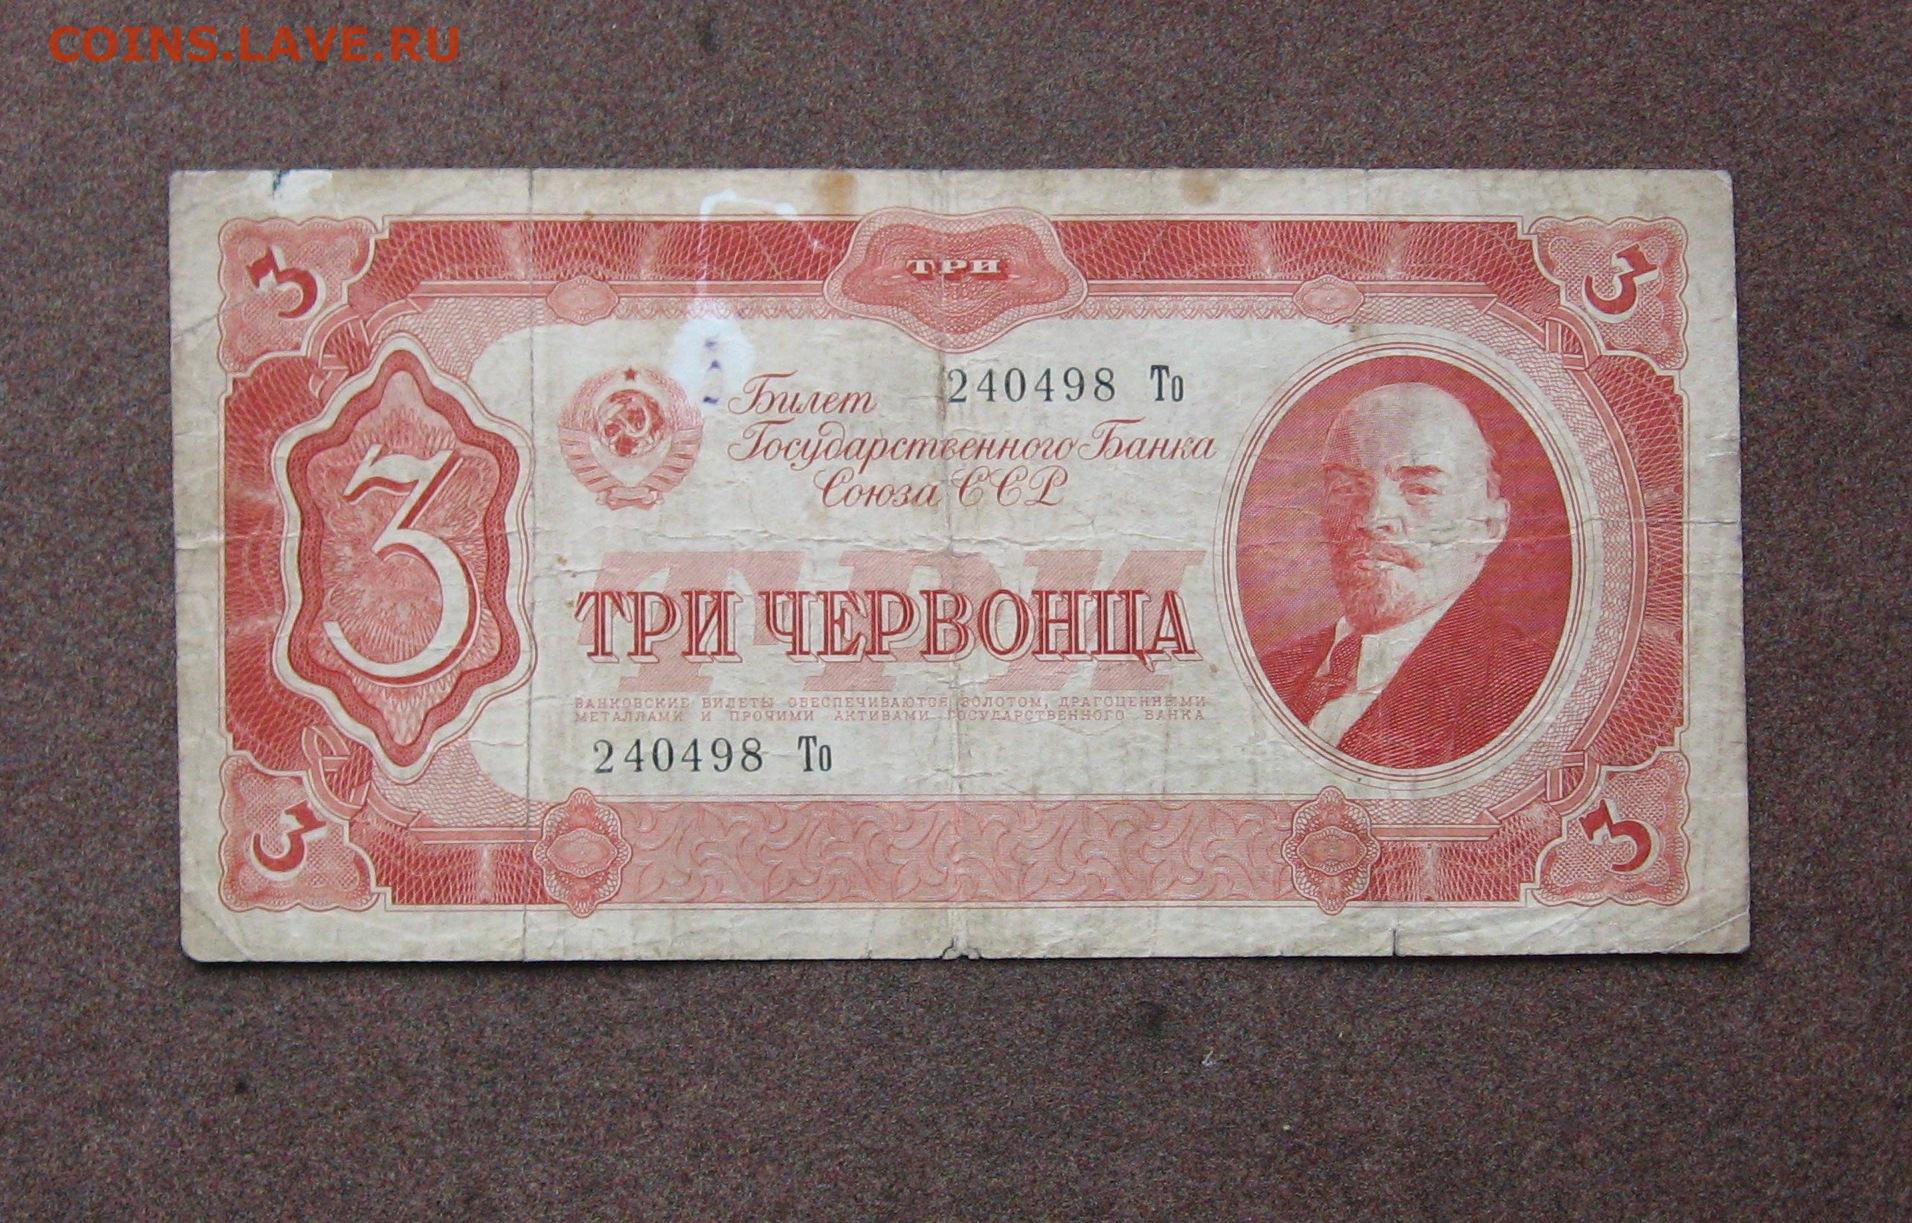 COINS.LAVE.RU
3
ТРИ
3
240498 То
Билет
Государственного Банка
Союза ССР
3
ТРИ
ТРИ ЧЕРВОНЦА
БАНКОВСКИЕ БИЛЕТЫ ОБЕСПЕЧИВАЮТСЯ ЗОЛОТОМ, ДРАГОЦЕННЫМИ
МЕТАЛЛАМИ И ПРОЧИМИ АКТИВАМИ ГОСУДАРСТВЕННОГО БАНКА
240498 То
3
3